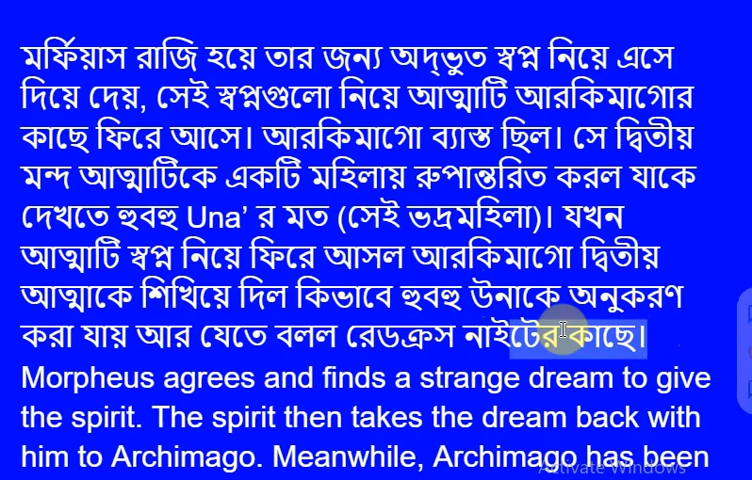 মর্ফিয়াস রাজি হয়ে তার জন্য অদ্ভুত স্বপ্ন নিয়ে এসে
দিয়ে দেয়, সেই স্বপ্নগুলো নিয়ে আত্মাটি আরকিমাগোর
কাছে ফিরে আসে। আরকিমাগো ব্যাস্ত ছিল। সে দ্বিতীয়
মন্দ আত্মাটিকে একটি মহিলায় রুপান্তরিত করল যাকে
দেখতে হুবহু Una’ র মত (সেই ভদ্রমহিলা)। যখন
আত্মাটি স্বপ্ন নিয়ে ফিরে আসল আরকিমাগো দ্বিতীয়
আত্মাকে শিখিয়ে দিল কিভাবে হুবহু উনাকে অনুকরণ
করা যায় আর যেতে বলল রেডক্রস নাইটের কাছে।
Morpheus agrees and finds a strange dream to give
the spirit. The spirit then takes the dream back with
him to Archimago. Meanwhile, Archimago has been
Activate Windows